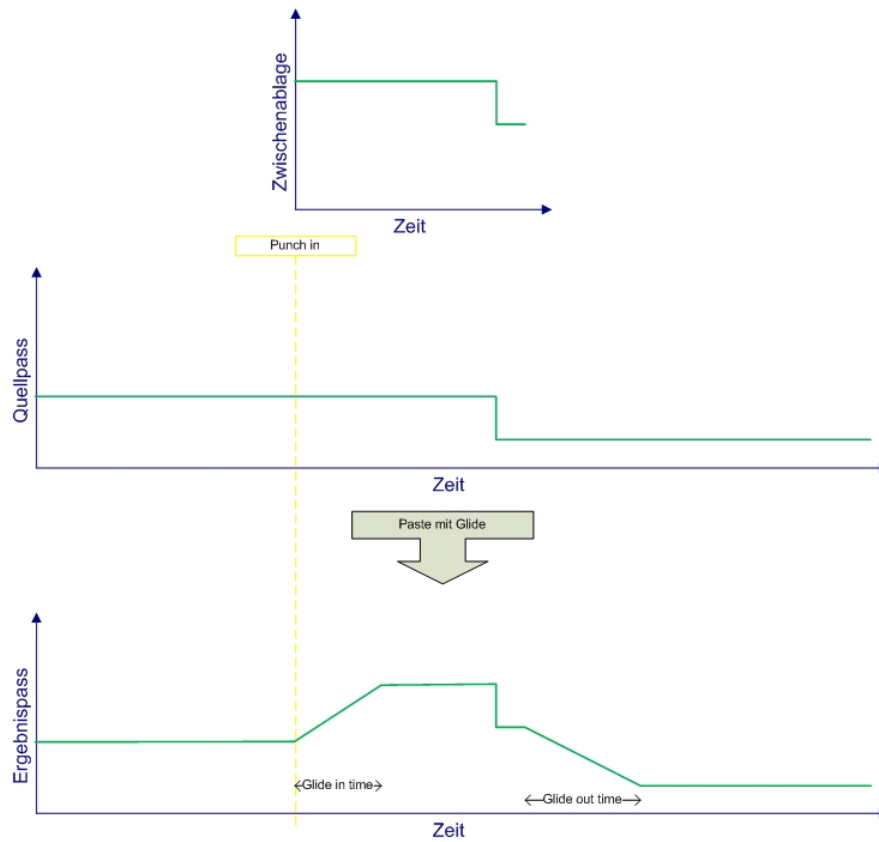 Zwischenablage
Zeit
Punch in
Quellpass
Zeit
Paste mit Glide
Ergebnispass
Glide in time
Glide out time
Zeit